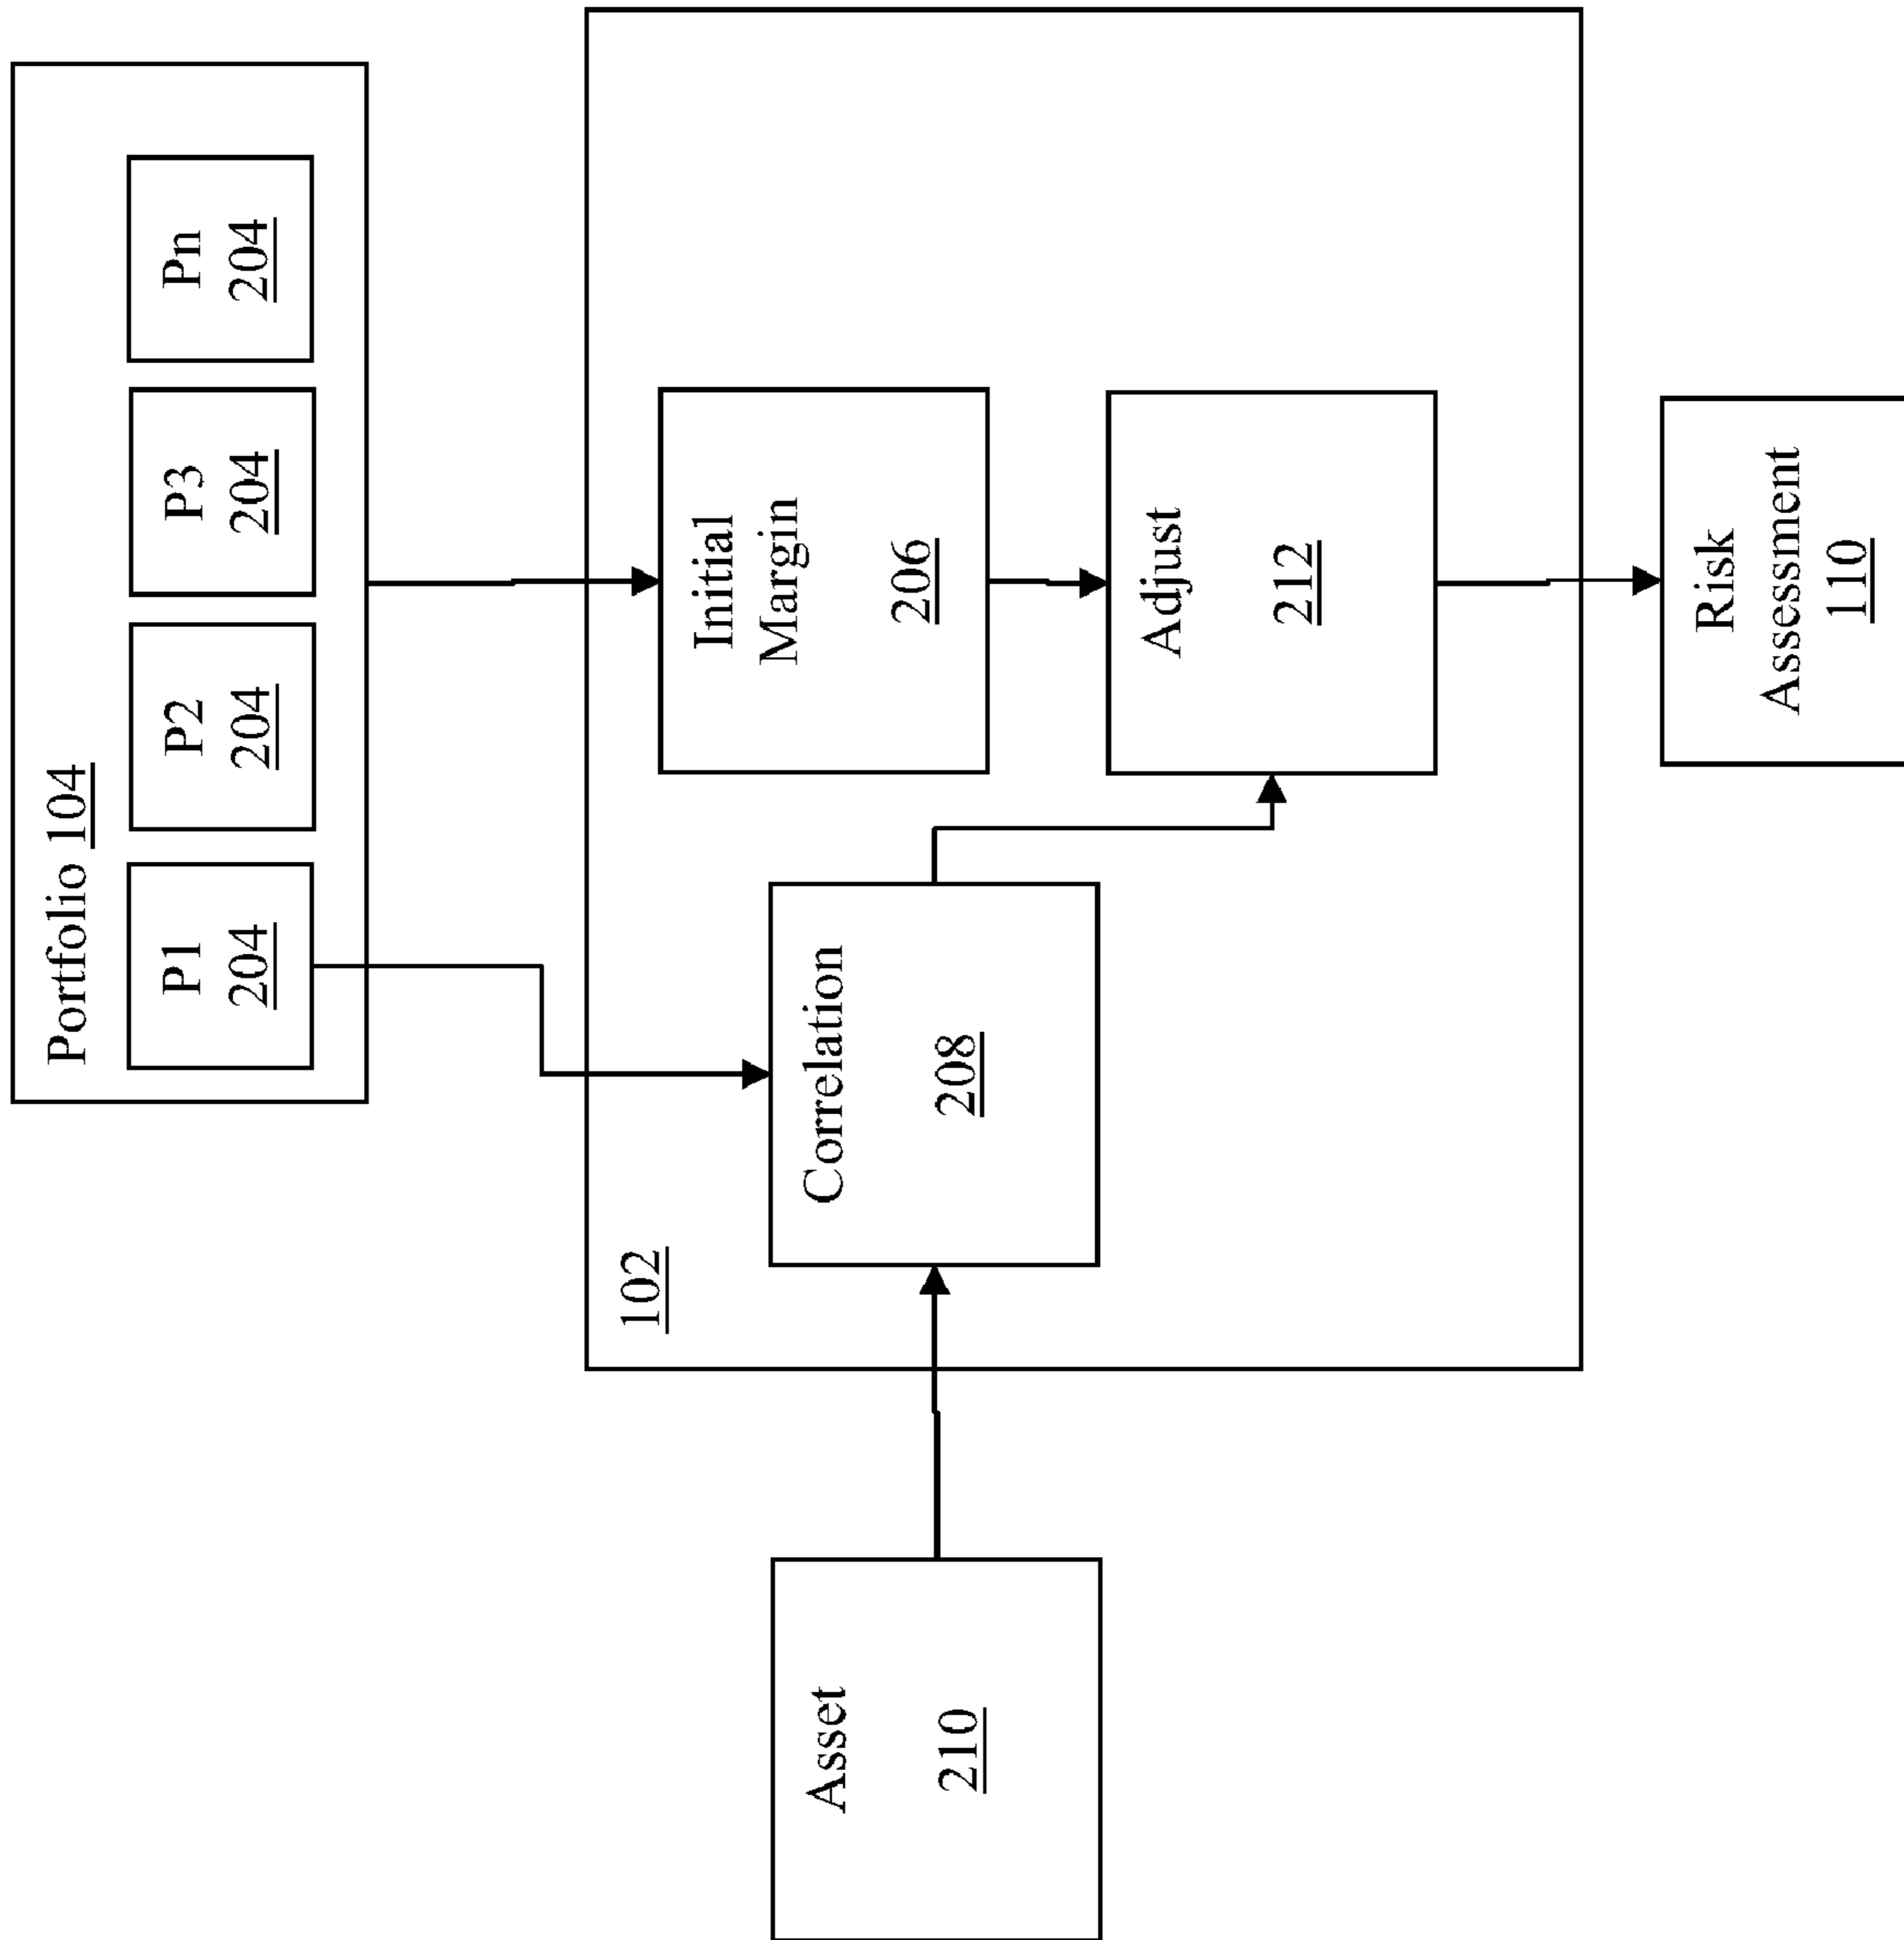 Portfolio 104
P1
204
P2
204
P3
204
Pn
204
102
Initial
Margin
206
Correlation
208
Asset
210
Adjust
212
Risk
Assessment
110